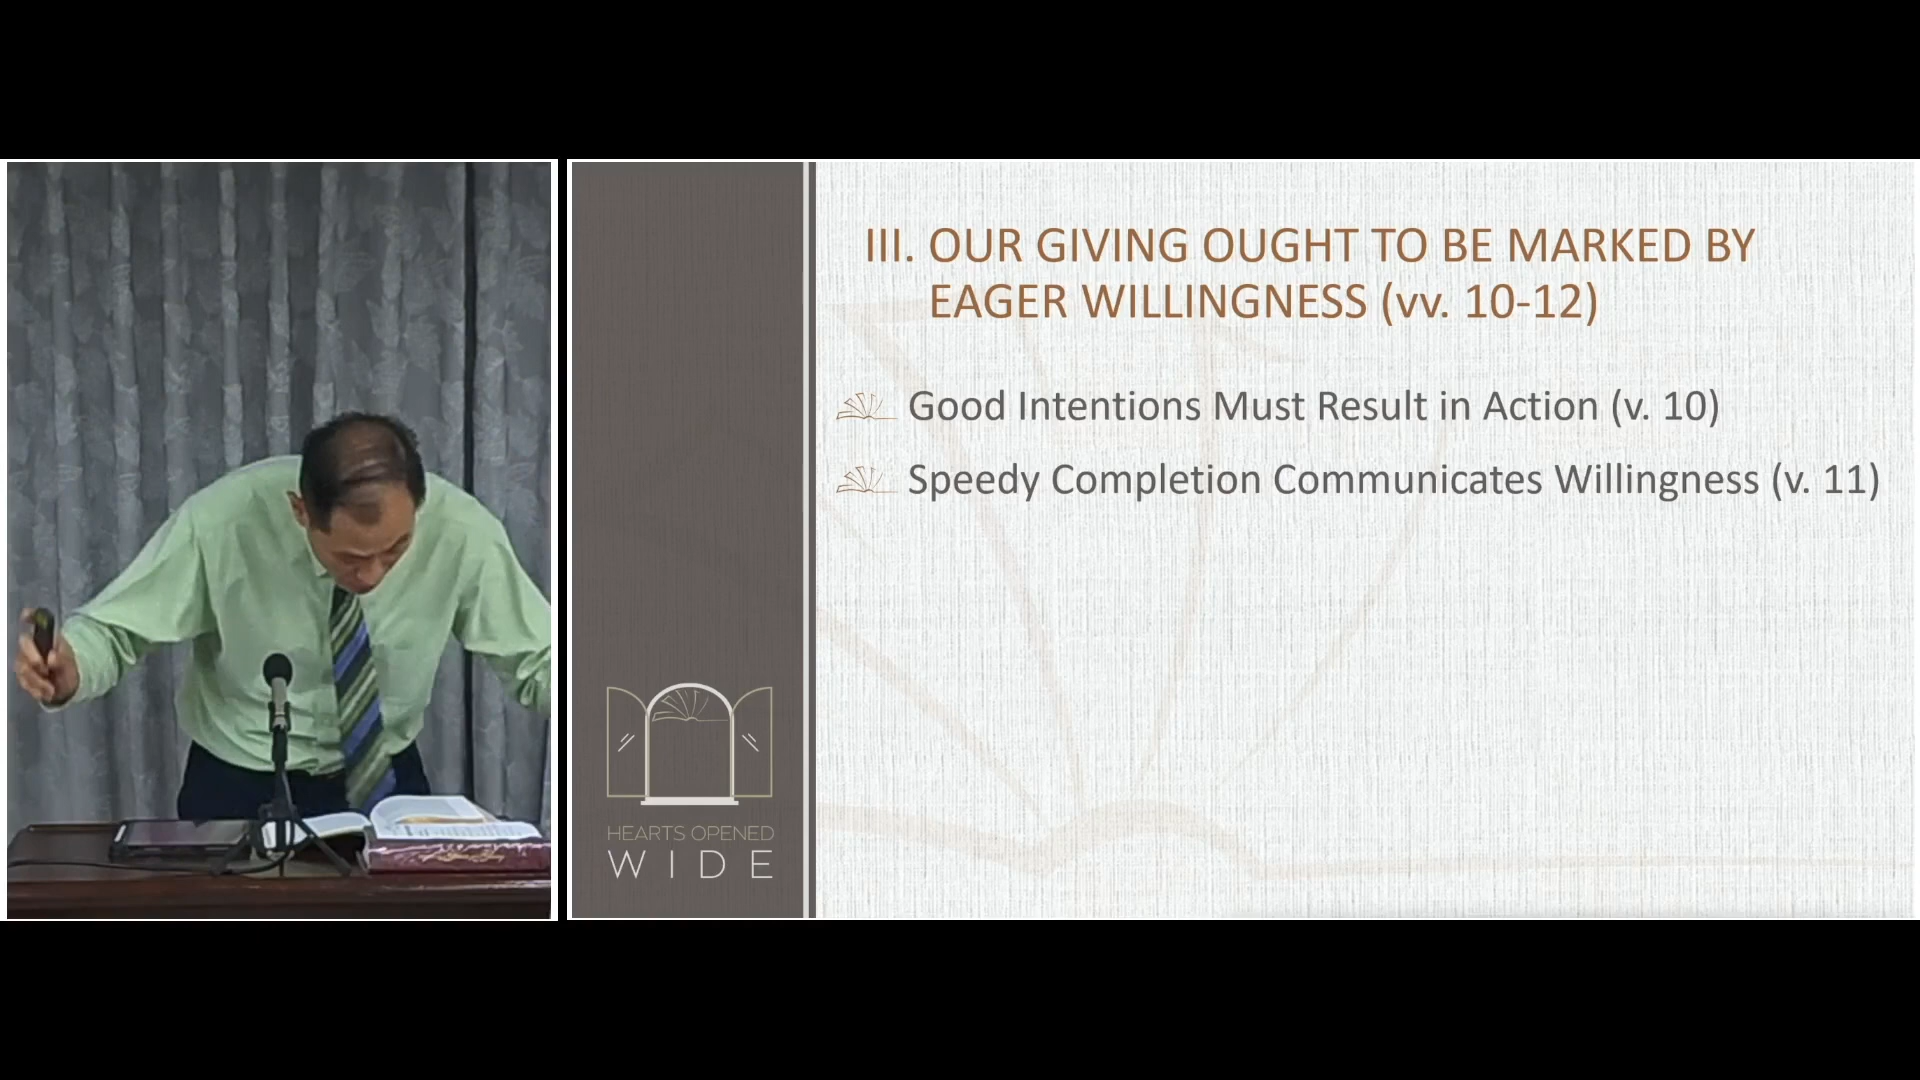 III. OUR GIVING OUGHT TO BE MARKED BY
EAGER WILLINGNESS (vv. 10-12)
Good Intentions Must Result in Action (v. 10)
Speedy Completion Communicates Willingness (v. 11)
HEARTS OPENED
WIDE